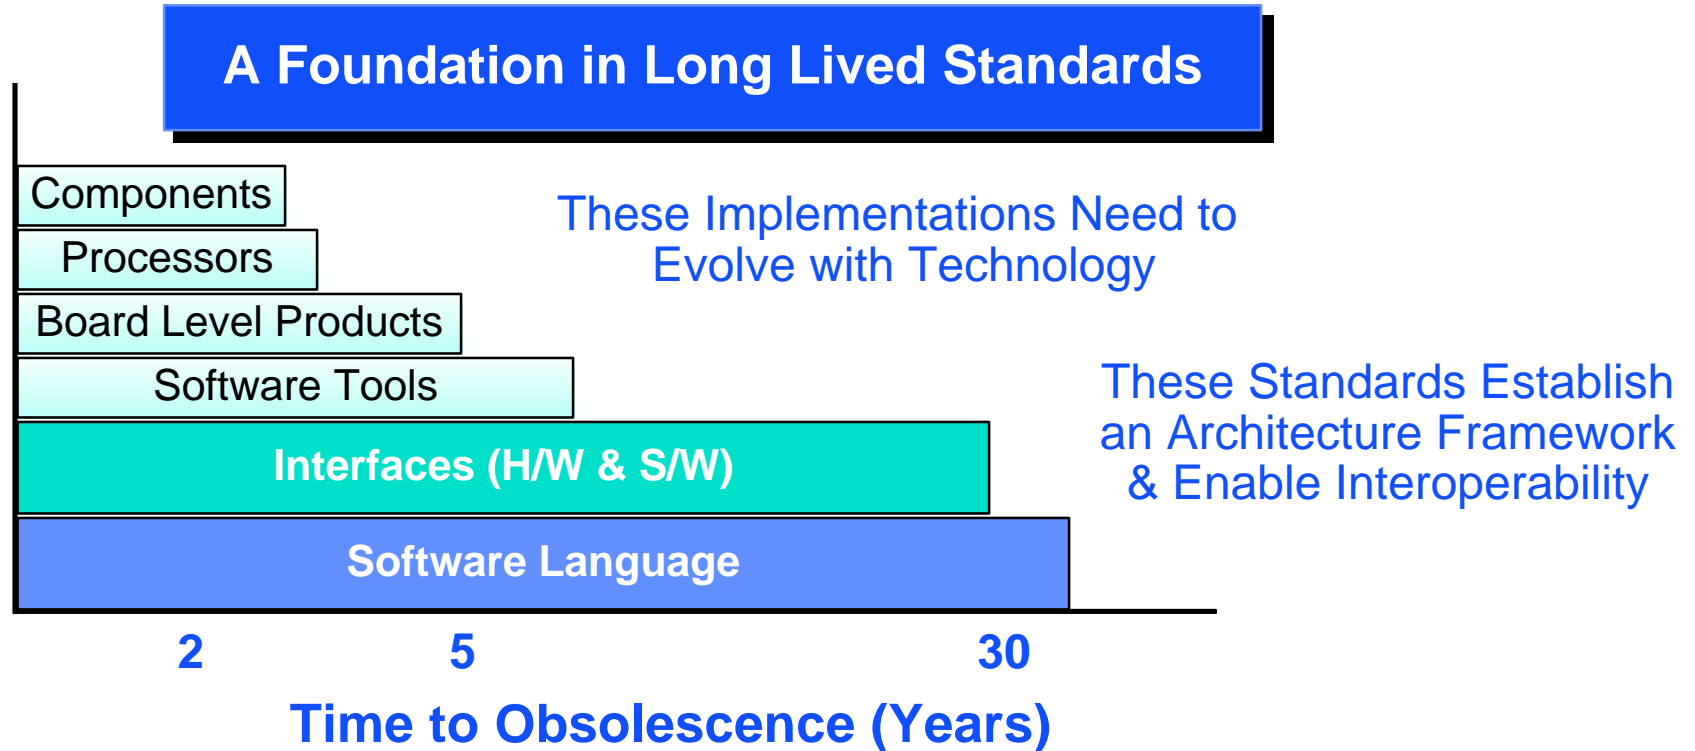 A Foundation in Long Lived Standards
Components
Processors
Board Level Products
Software Tools
Interfaces (H/W & S/W)
Software Language
These Implementations Need to
Evolve with Technology
These Standards Establish
an Architecture Framework
& Enable Interoperability
2 5 30
Time to Obsolescence (Years)